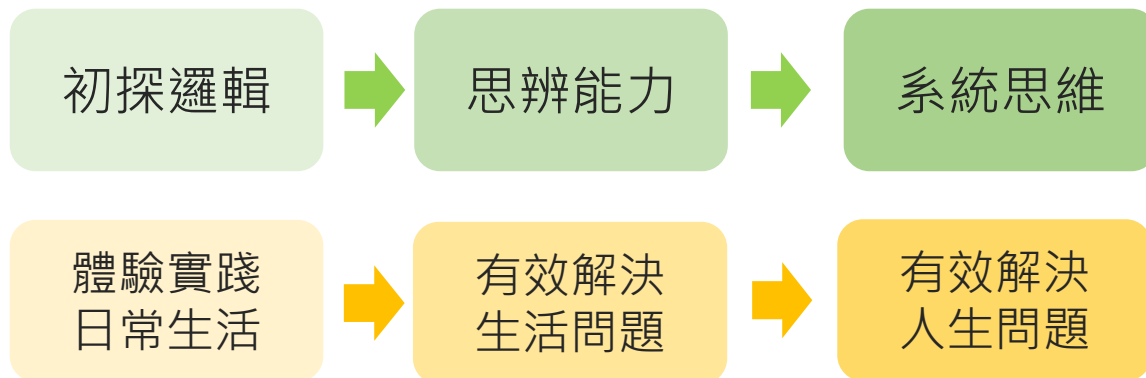 初探邏輯
思辨能力
系統思維
體驗實踐
日常生活
有效解決
生活問題
有效解決
人生問題